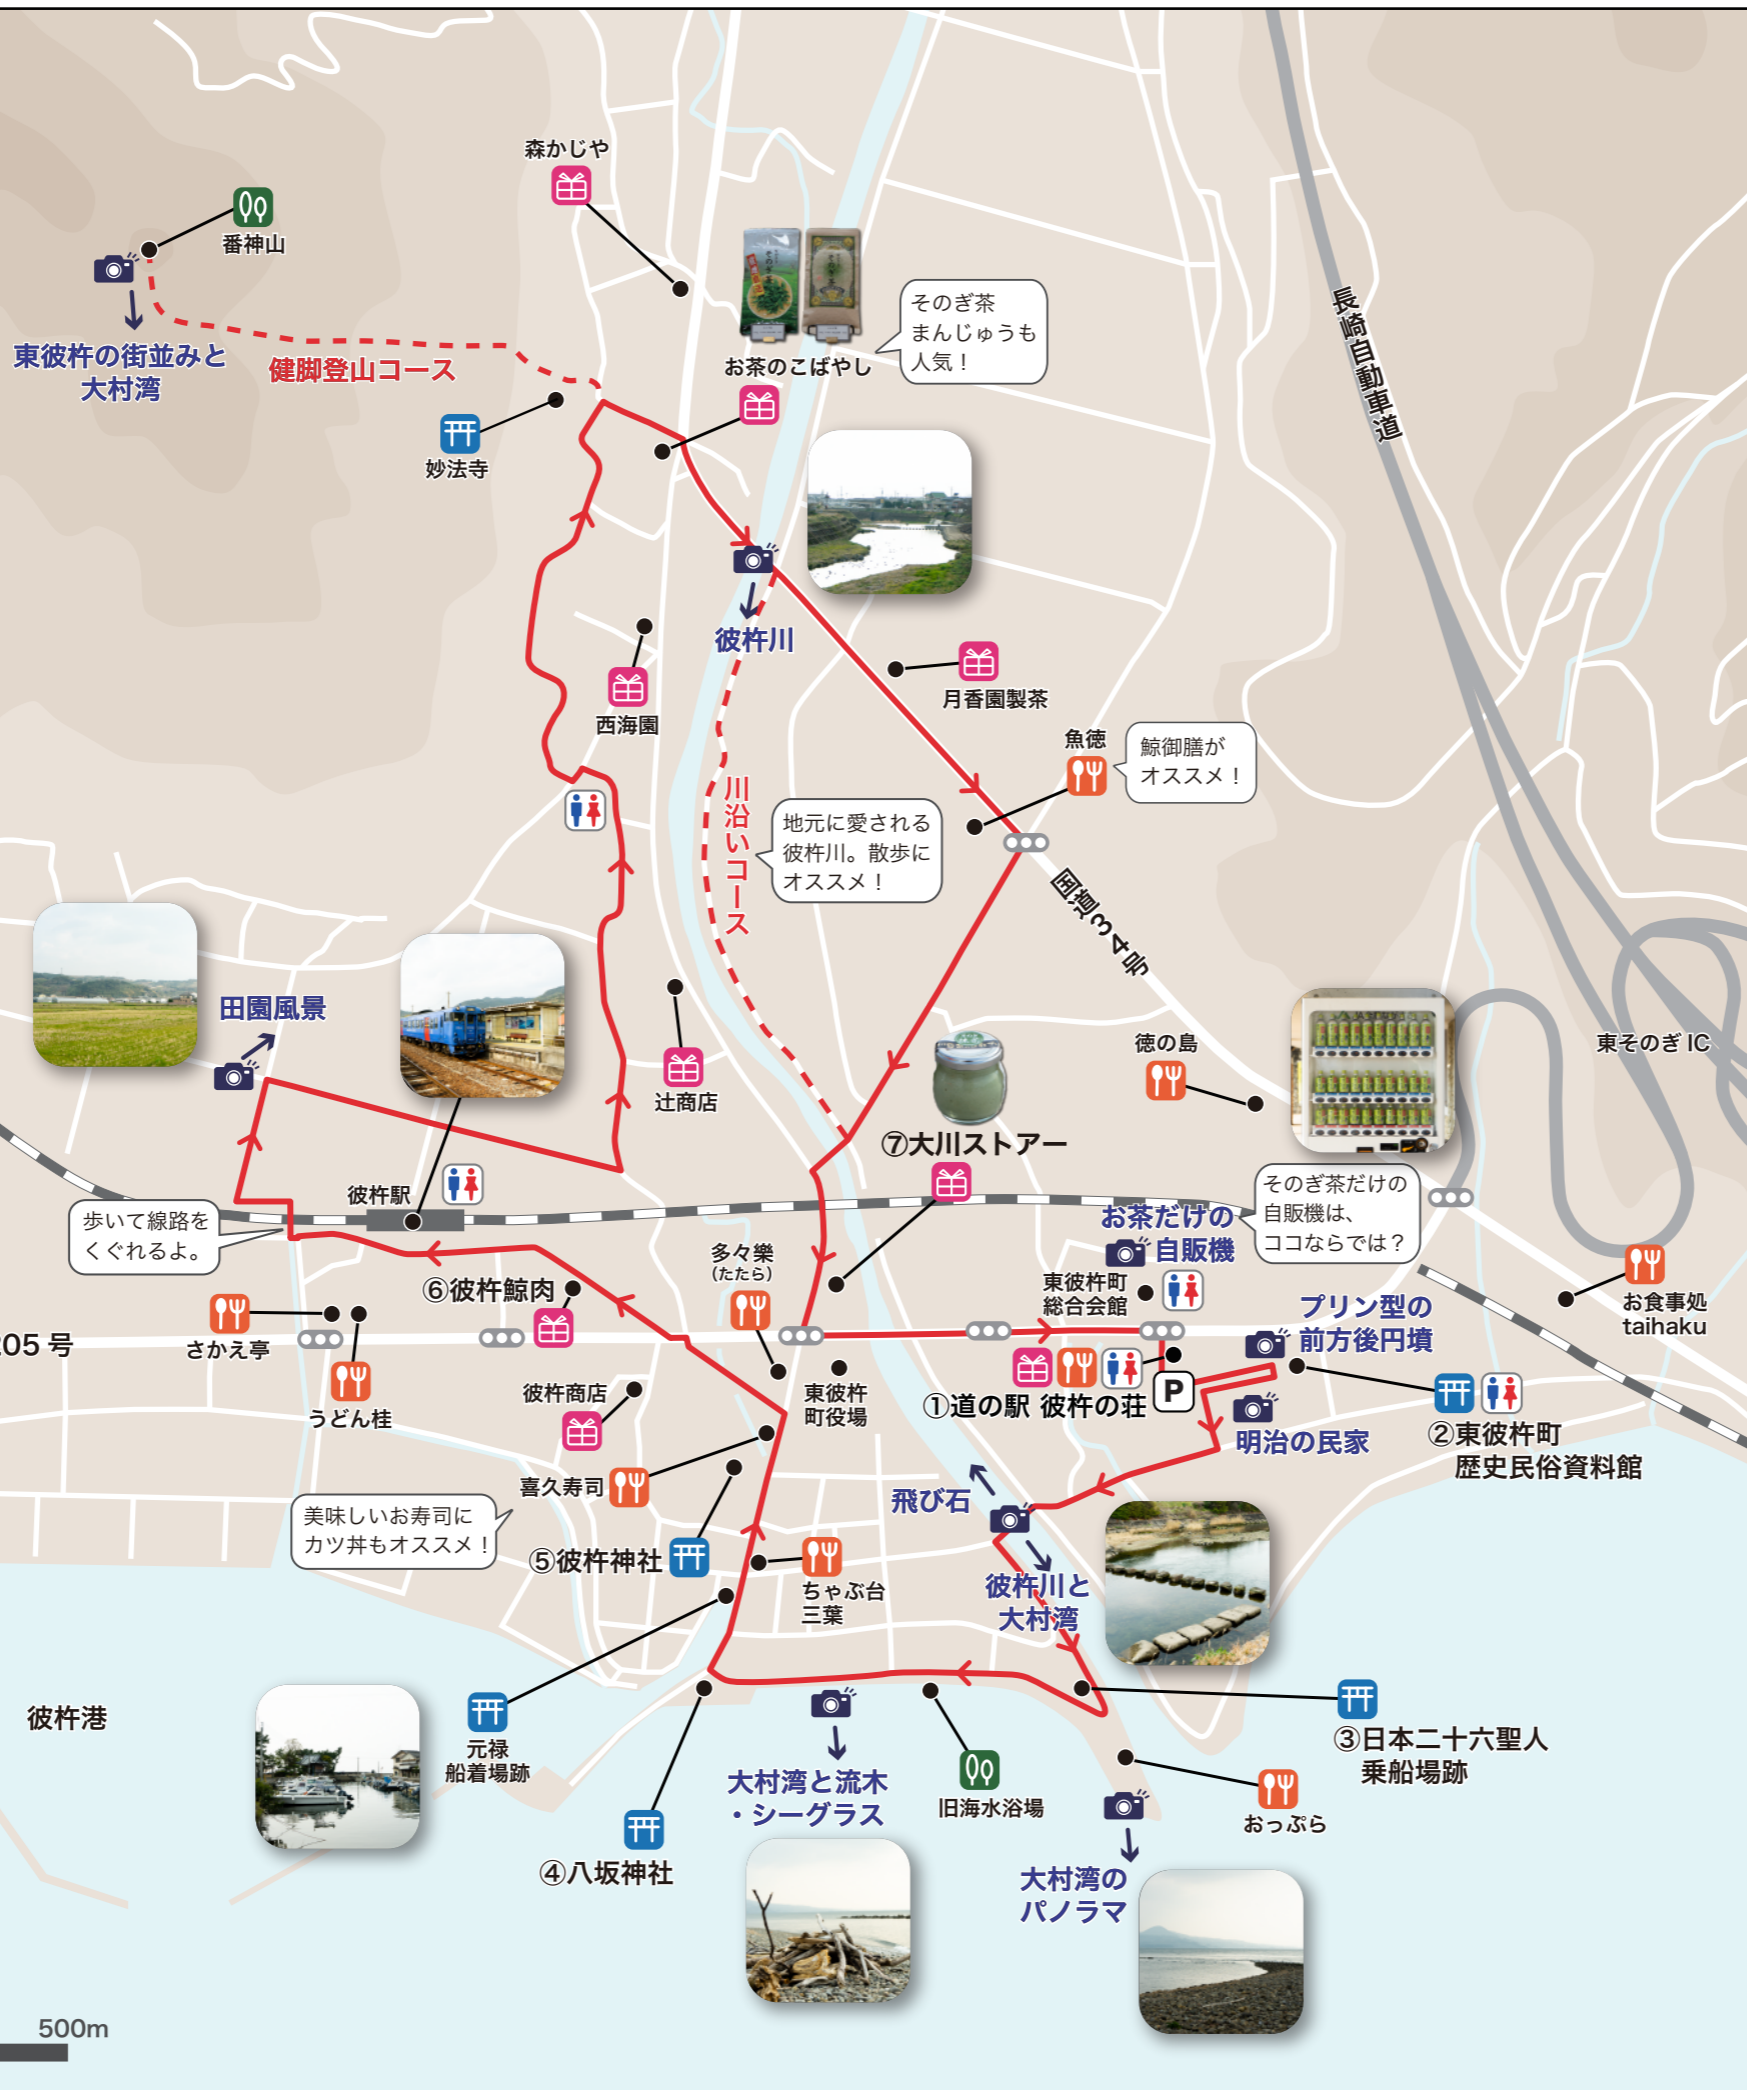 森かじや
番神山
東彼杵の街並みと
大村湾
健脚登山コース
妙法寺
お茶のこばやし
そのぎ茶
まんじゅうも
人気！
長崎自動車道
彼杵川
西海園
月香園製茶
魚徳
鯨御膳が
オススメ！
川沿いコース
地元に愛される
彼杵川。散歩に
オススメ！
国道34号
田園風景
辻商店
徳の島
東そのぎIC
⑦大川ストアー
彼杵駅
歩いて線路を
くぐれるよ。
そのぎ茶だけの
自販機は、
ココならでは？
お茶だけの
自販機
多々樂
（たたら）
⑥彼杵鯨肉
東彼杵町
総合会館
プリン型の
前方後円墳
お食事処
taihaku
205号
さかえ亭
うどん桂
彼杵商店
東彼杵
町役場
①道の駅 彼杵の荘
P
明治の民家
②東彼杵町
歴史民俗資料館
喜久寿司
美味しいお寿司に
カツ丼もオススメ！
飛び石
⑤彼杵神社
ちゃぶ台
三葉
彼杵川と
大村湾
彼杵港
元禄
船着場跡
③日本二十六聖人
乗船場跡
大村湾と流木
・シーグラス
旧海水浴場
おっぷら
④八坂神社
大村湾の
パノラマ
500m